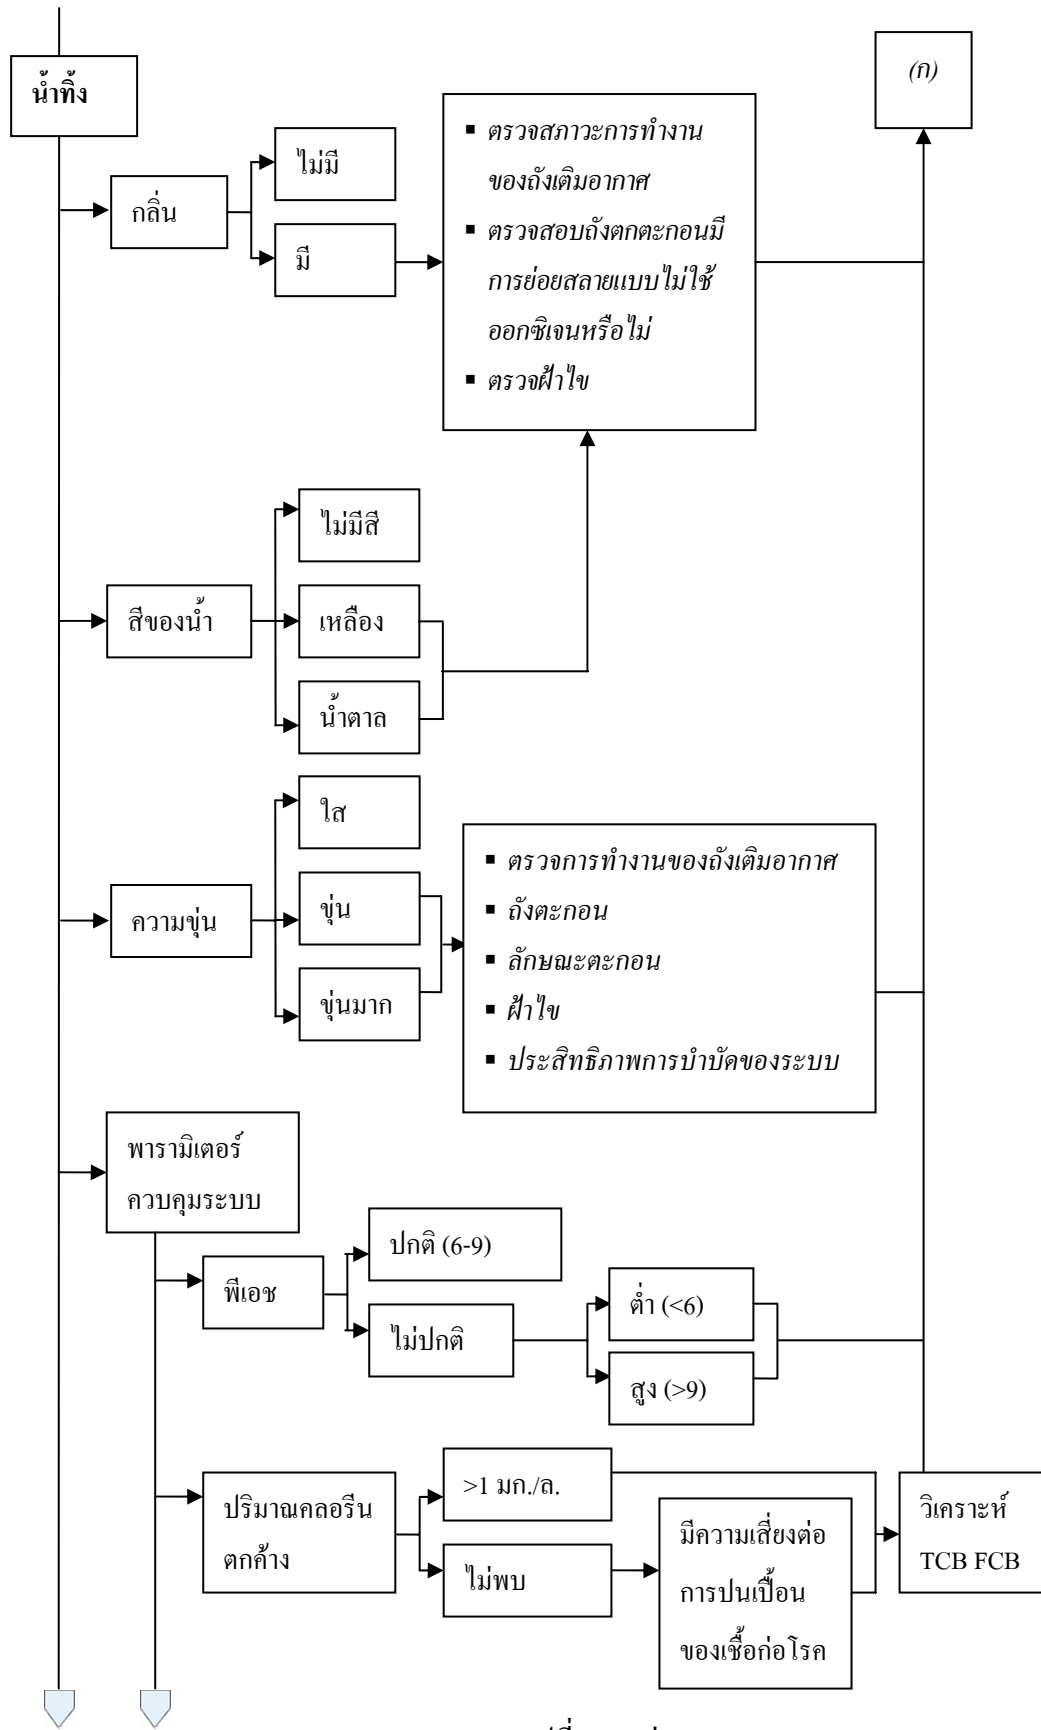 น้ำทิ้ง
(ก)
กลิ่น
ไม่มี
มี
▪ ตรวจสภาวะการทำงาน
ของถังเติมอากาศ
▪ ตรวจสอบถังตกตะกอนมี
การย่อยสลายแบบไม่ใช้
ออกซิเจนหรือไม่
▪ ตรวจฝ้าไข
สีของน้ำ
ไม่มีสี
เหลือง
น้ำตาล
ความขุ่น
ใส
ขุ่น
ขุ่นมาก
▪ ตรวจการทำงานของถังเติมอากาศ
▪ ถังตะกอน
▪ ลักษณะตะกอน
▪ ฝ้าไข
▪ ประสิทธิภาพการบำบัดของระบบ
พารามิเตอร์
ควบคุมระบบ
พีเอช
ปกติ (6-9)
ไม่ปกติ
ต่ำ (<6)
สูง (>9)
ปริมาณคลอรีน
ตกค้าง
>1 มก./ล.
ไม่พบ
มีความเสี่ยงต่อ
การปนเปื้อน
ของเชื้อก่อโรค
วิเคราะห์
TCB FCB